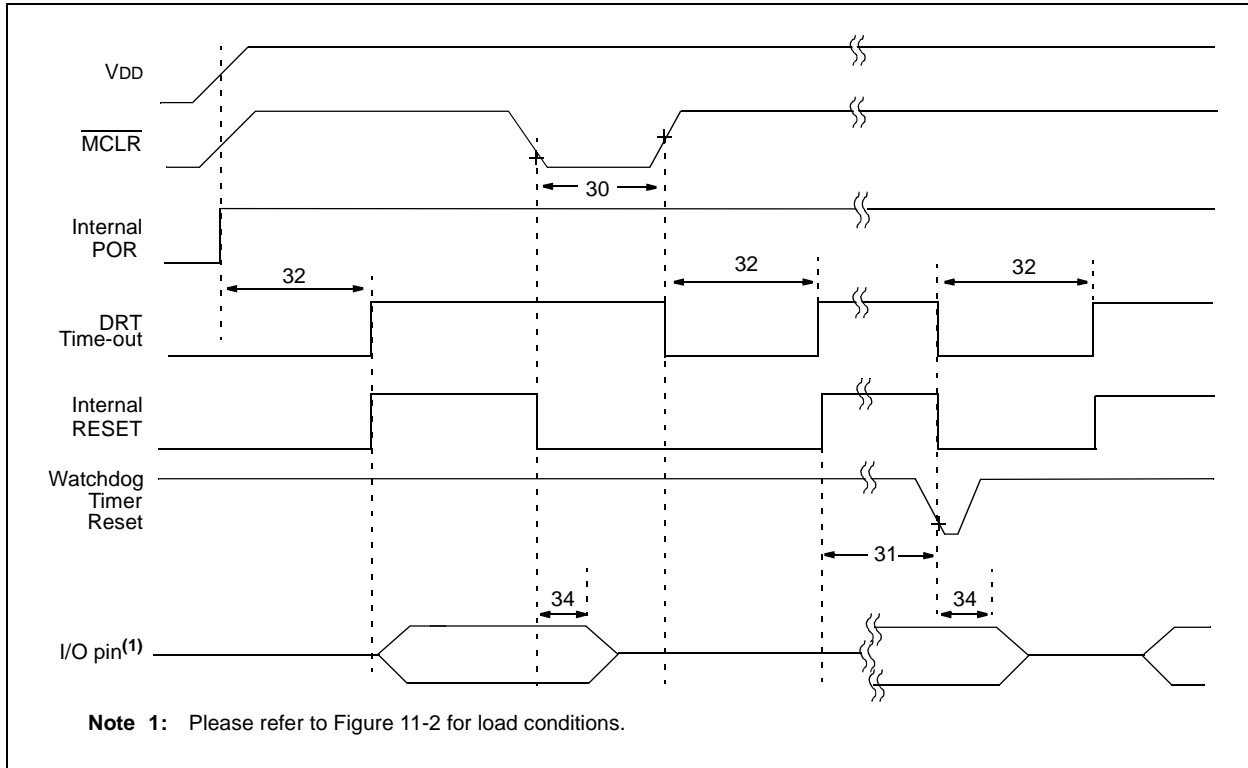 VDD
MCLR
30
Internal
POR
32
32
32
DRT
Time-out
Internal
RESET
Watchdog
Timer
Reset
31
34
34
I/O pin(1)
Note 1: Please refer to Figure 11-2 for load conditions.